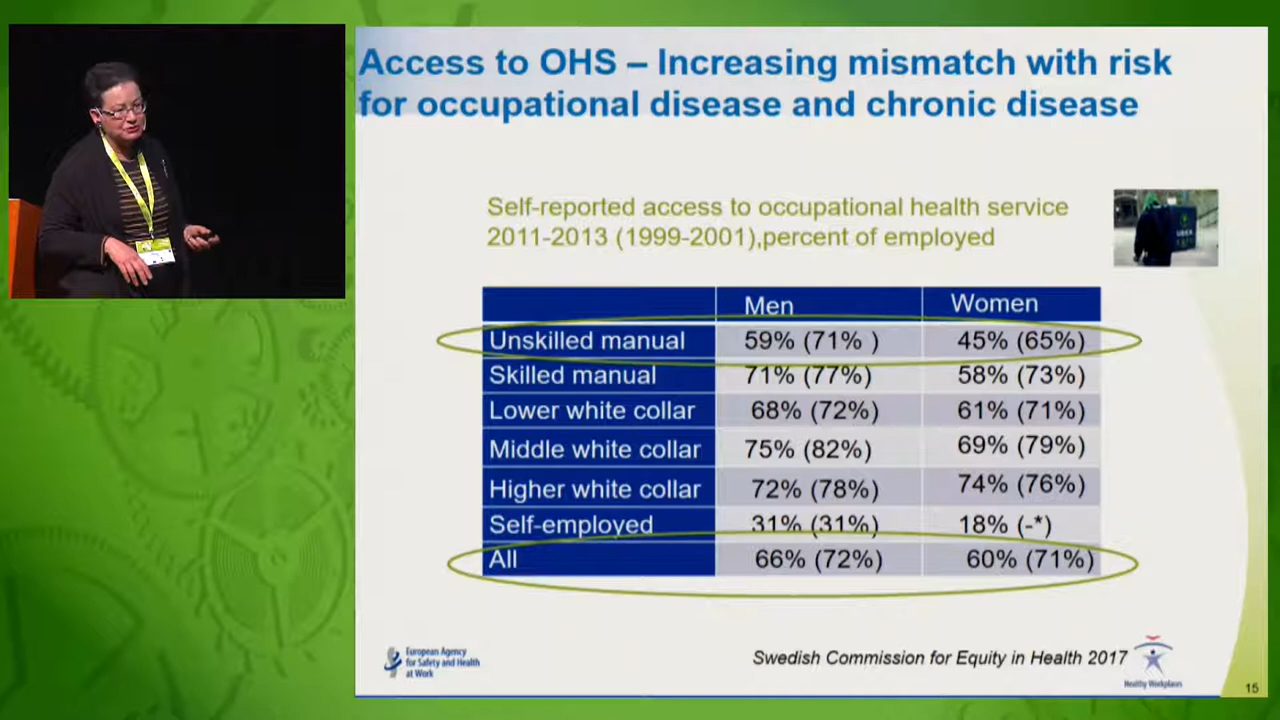 Access to OHS – Increasing mismatch with risk
for occupational disease and chronic disease
Self-reported access to occupational health service
2011-2013 (1999-2001),percent of employed
UBER
Men Women
Unskilled manual 59% (71% ) 45% (65%)
Skilled manual 71% (77%) 58% (73%)
Lower white collar 68% (72%) 61% (71%)
Middle white collar 75% (82%) 69% (79%)
Higher white collar 72% (78%) 74% (76%)
Self-employed 31% (31%) 18% (-*)
All 66% (72%) 60% (71%)
European Agency
for Safety and Health
at Work
Swedish Commission for Equity in Health 2017
Healthy Workplaces
15